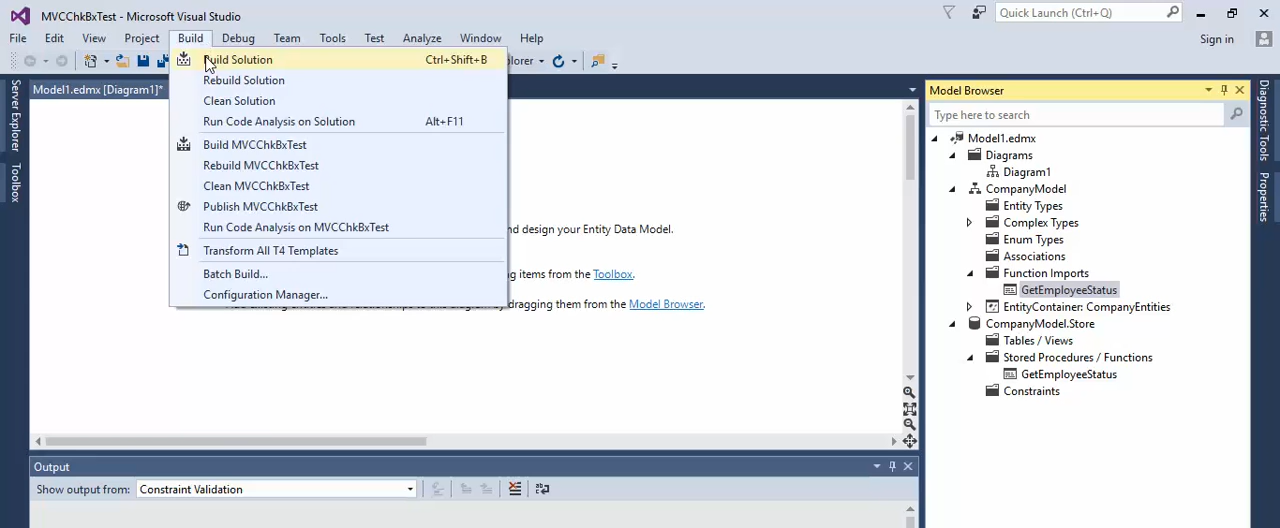 MVCChkBxTest - Microsoft Visual Studio
Quick Launch (Ctrl+Q)
File Edit View Project Build Debug Team Tools Test Analyze Window Help
Sign in
Build Solution Ctrl+Shift+B
Rebuild Solution
Clean Solution
Run Code Analysis on Solution Alt+F11
Build MVCChkBxTest
Rebuild MVCChkBxTest
Clean MVCChkBxTest
Publish MVCChkBxTest
Run Code Analysis on MVCChkBxTest
Transform All T4 Templates
Batch Build...
Configuration Manager...
Server Explorer
Toolbox
Model1.edmx [Diagram1]*
nd design your Entity Data Model.
ng items from the Toolbox.
by dragging them from the Model Browser.
Output
Show output from: Constraint Validation
Model Browser
Type here to search
Model1.edmx
Diagrams
Diagram1
CompanyModel
Entity Types
Complex Types
Enum Types
Associations
Function Imports
GetEmployeeStatus
EntityContainer: CompanyEntities
CompanyModel.Store
Tables / Views
Stored Procedures / Functions
GetEmployeeStatus
Constraints
Diagnostic Tools
Properties